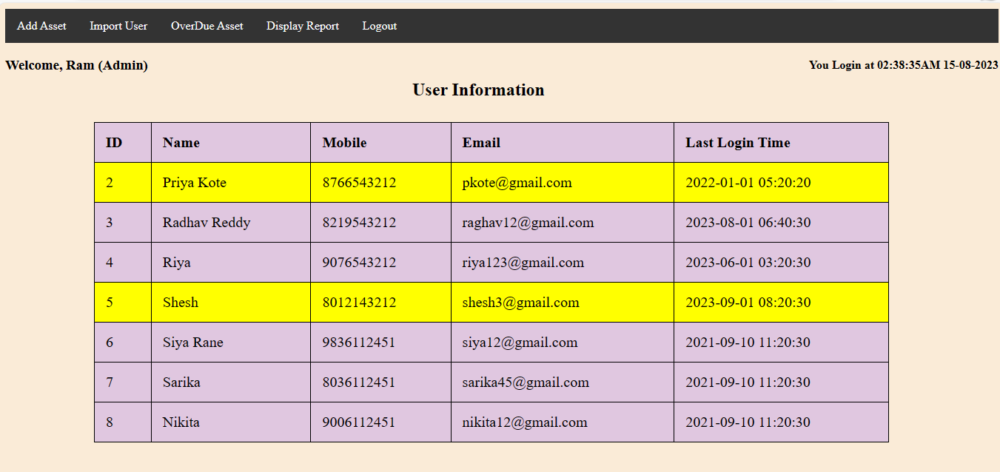 Add Asset Import User OverDue Asset Display Report Logout
Welcome, Ram (Admin) You Login at 02:38:35AM 15-08-2023
User Information
ID Name Mobile Email Last Login Time
2 Priya Kote 8766543212 pkote@gmail.com 2022-01-01 05:20:20
3 Radhav Reddy 8219543212 raghav12@gmail.com 2023-08-01 06:40:30
4 Riya 9076543212 riya123@gmail.com 2023-06-01 03:20:30
5 Shesh 8012143212 shesh3@gmail.com 2023-09-01 08:20:30
6 Siya Rane 9836112451 siya12@gmail.com 2021-09-10 11:20:30
7 Sarika 8036112451 sarika45@gmail.com 2021-09-10 11:20:30
8 Nikita 9006112451 nikita12@gmail.com 2021-09-10 11:20:30